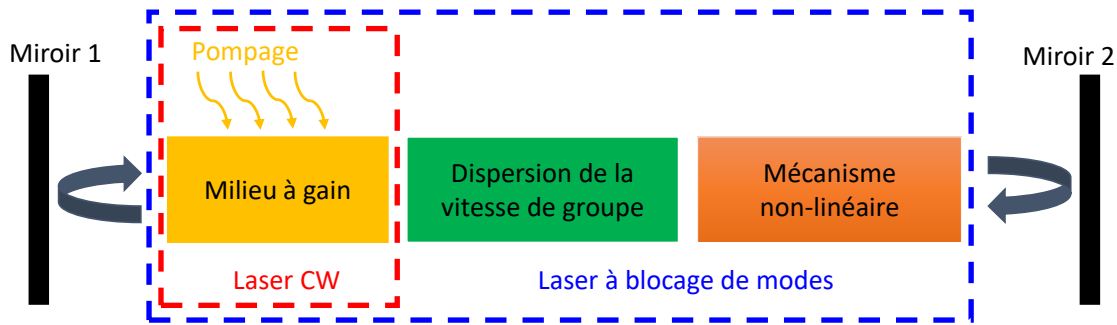 Pompage
Miroir 1
Miroir 2
Milieu à gain
Dispersion de la
vitesse de groupe
Mécanisme
non-linéaire
Laser CW
Laser à blocage de modes